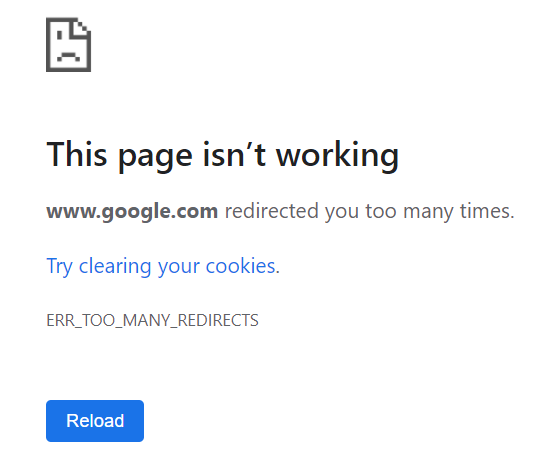 This page isn’t working
www.google.com redirected you too many times.
Try clearing your cookies.
ERR_TOO_MANY_REDIRECTS
Reload